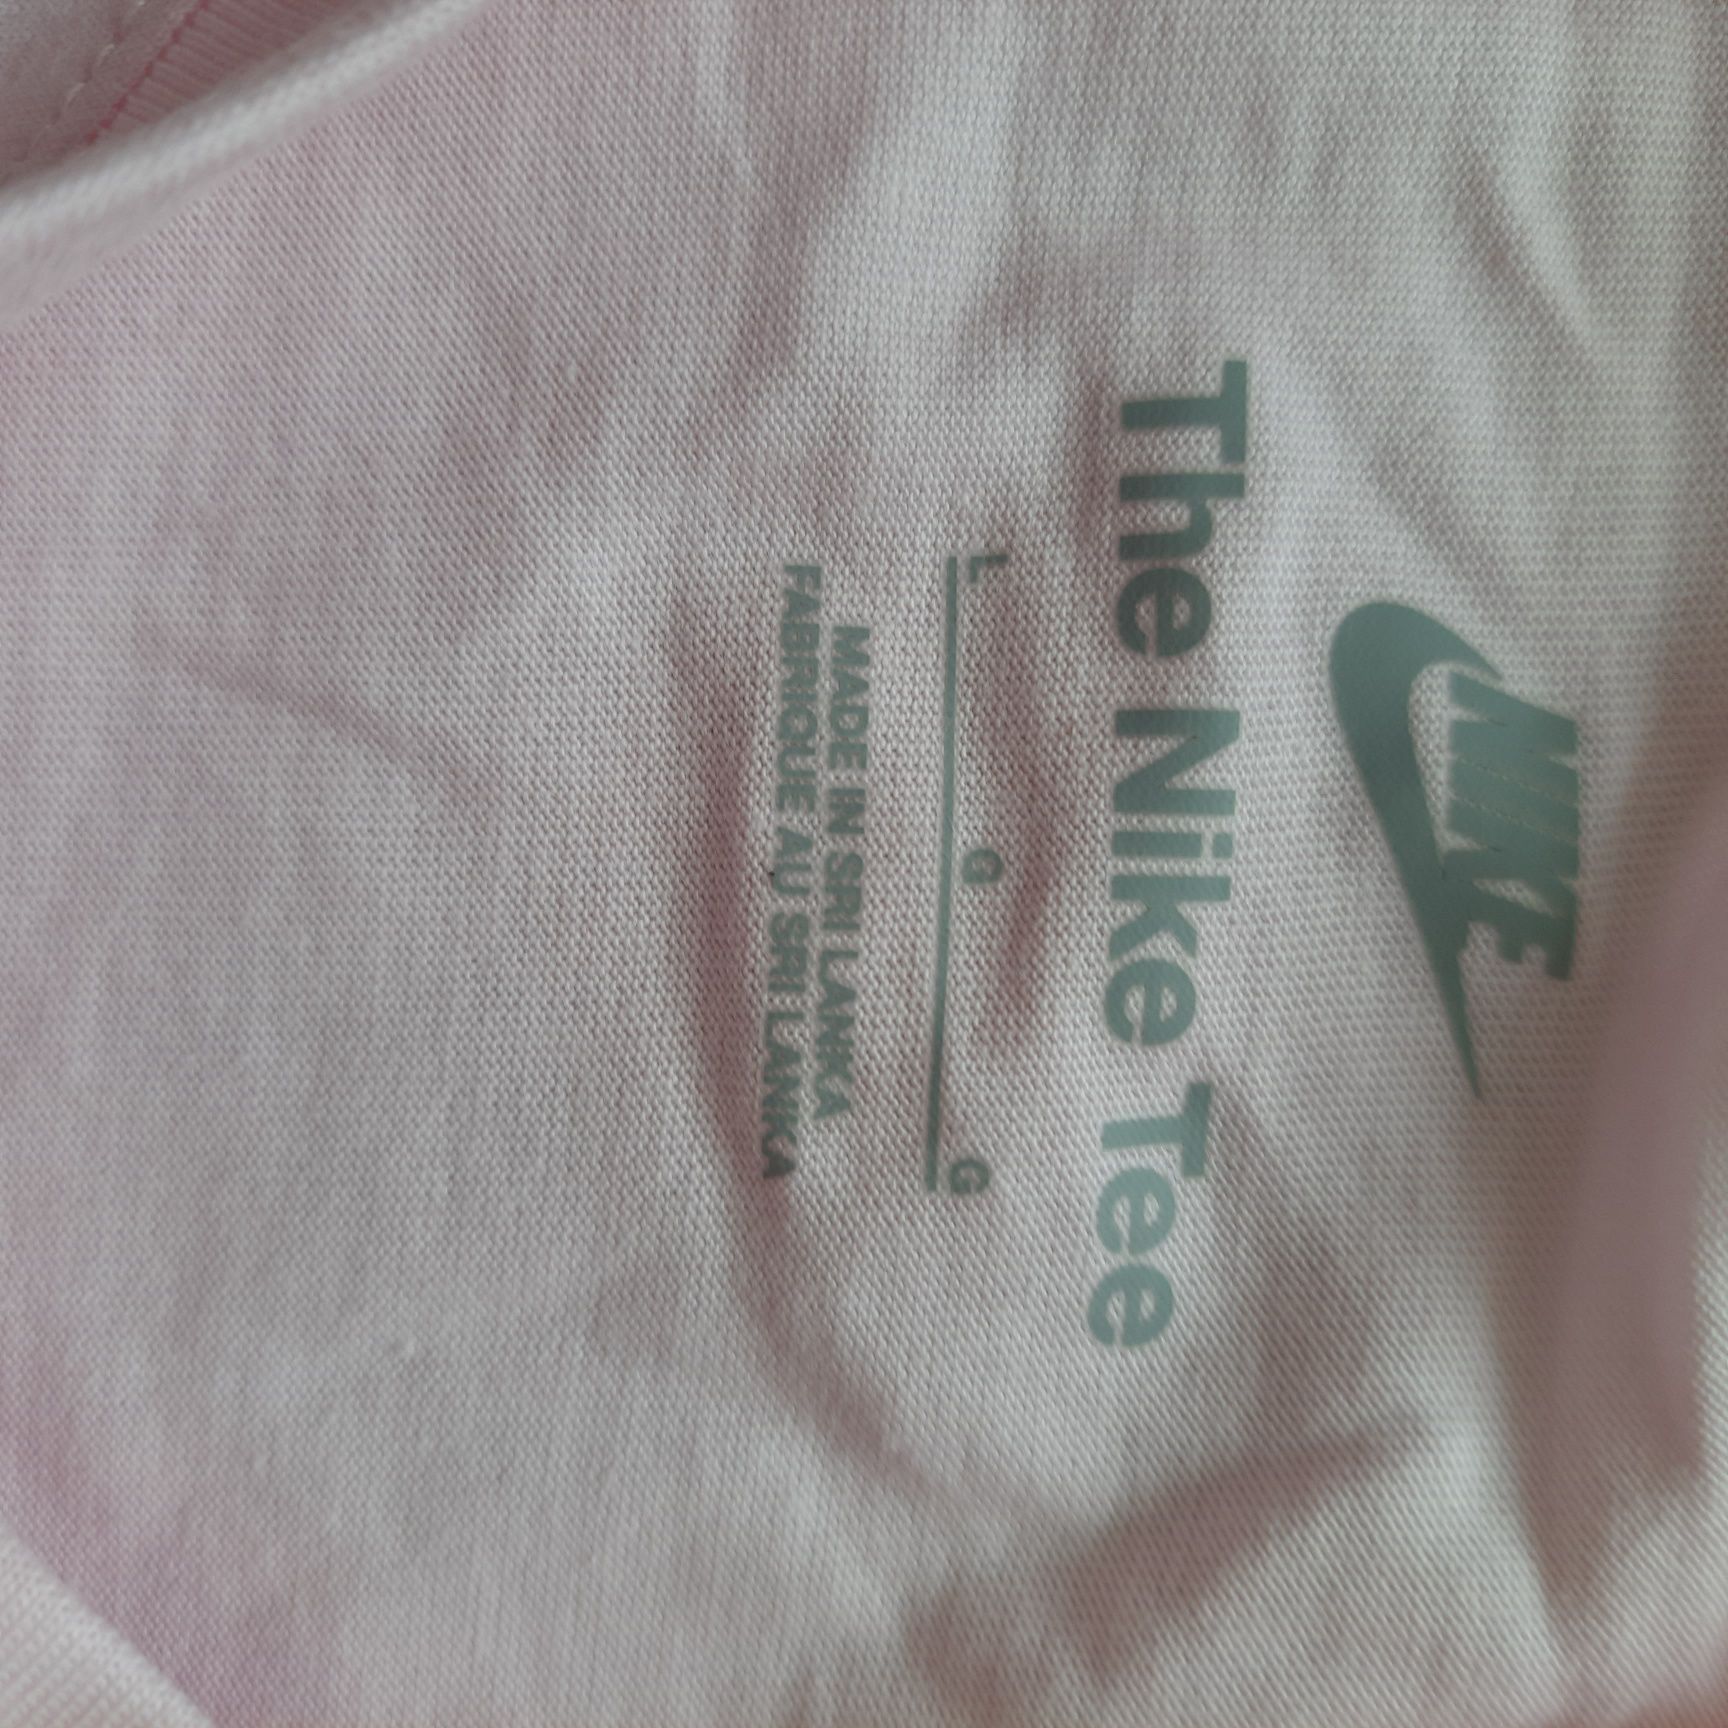 NIKE
The Nike Tee
L G G
MADE IN SRI LANKA
FABRIQUE AU SRI LANKA